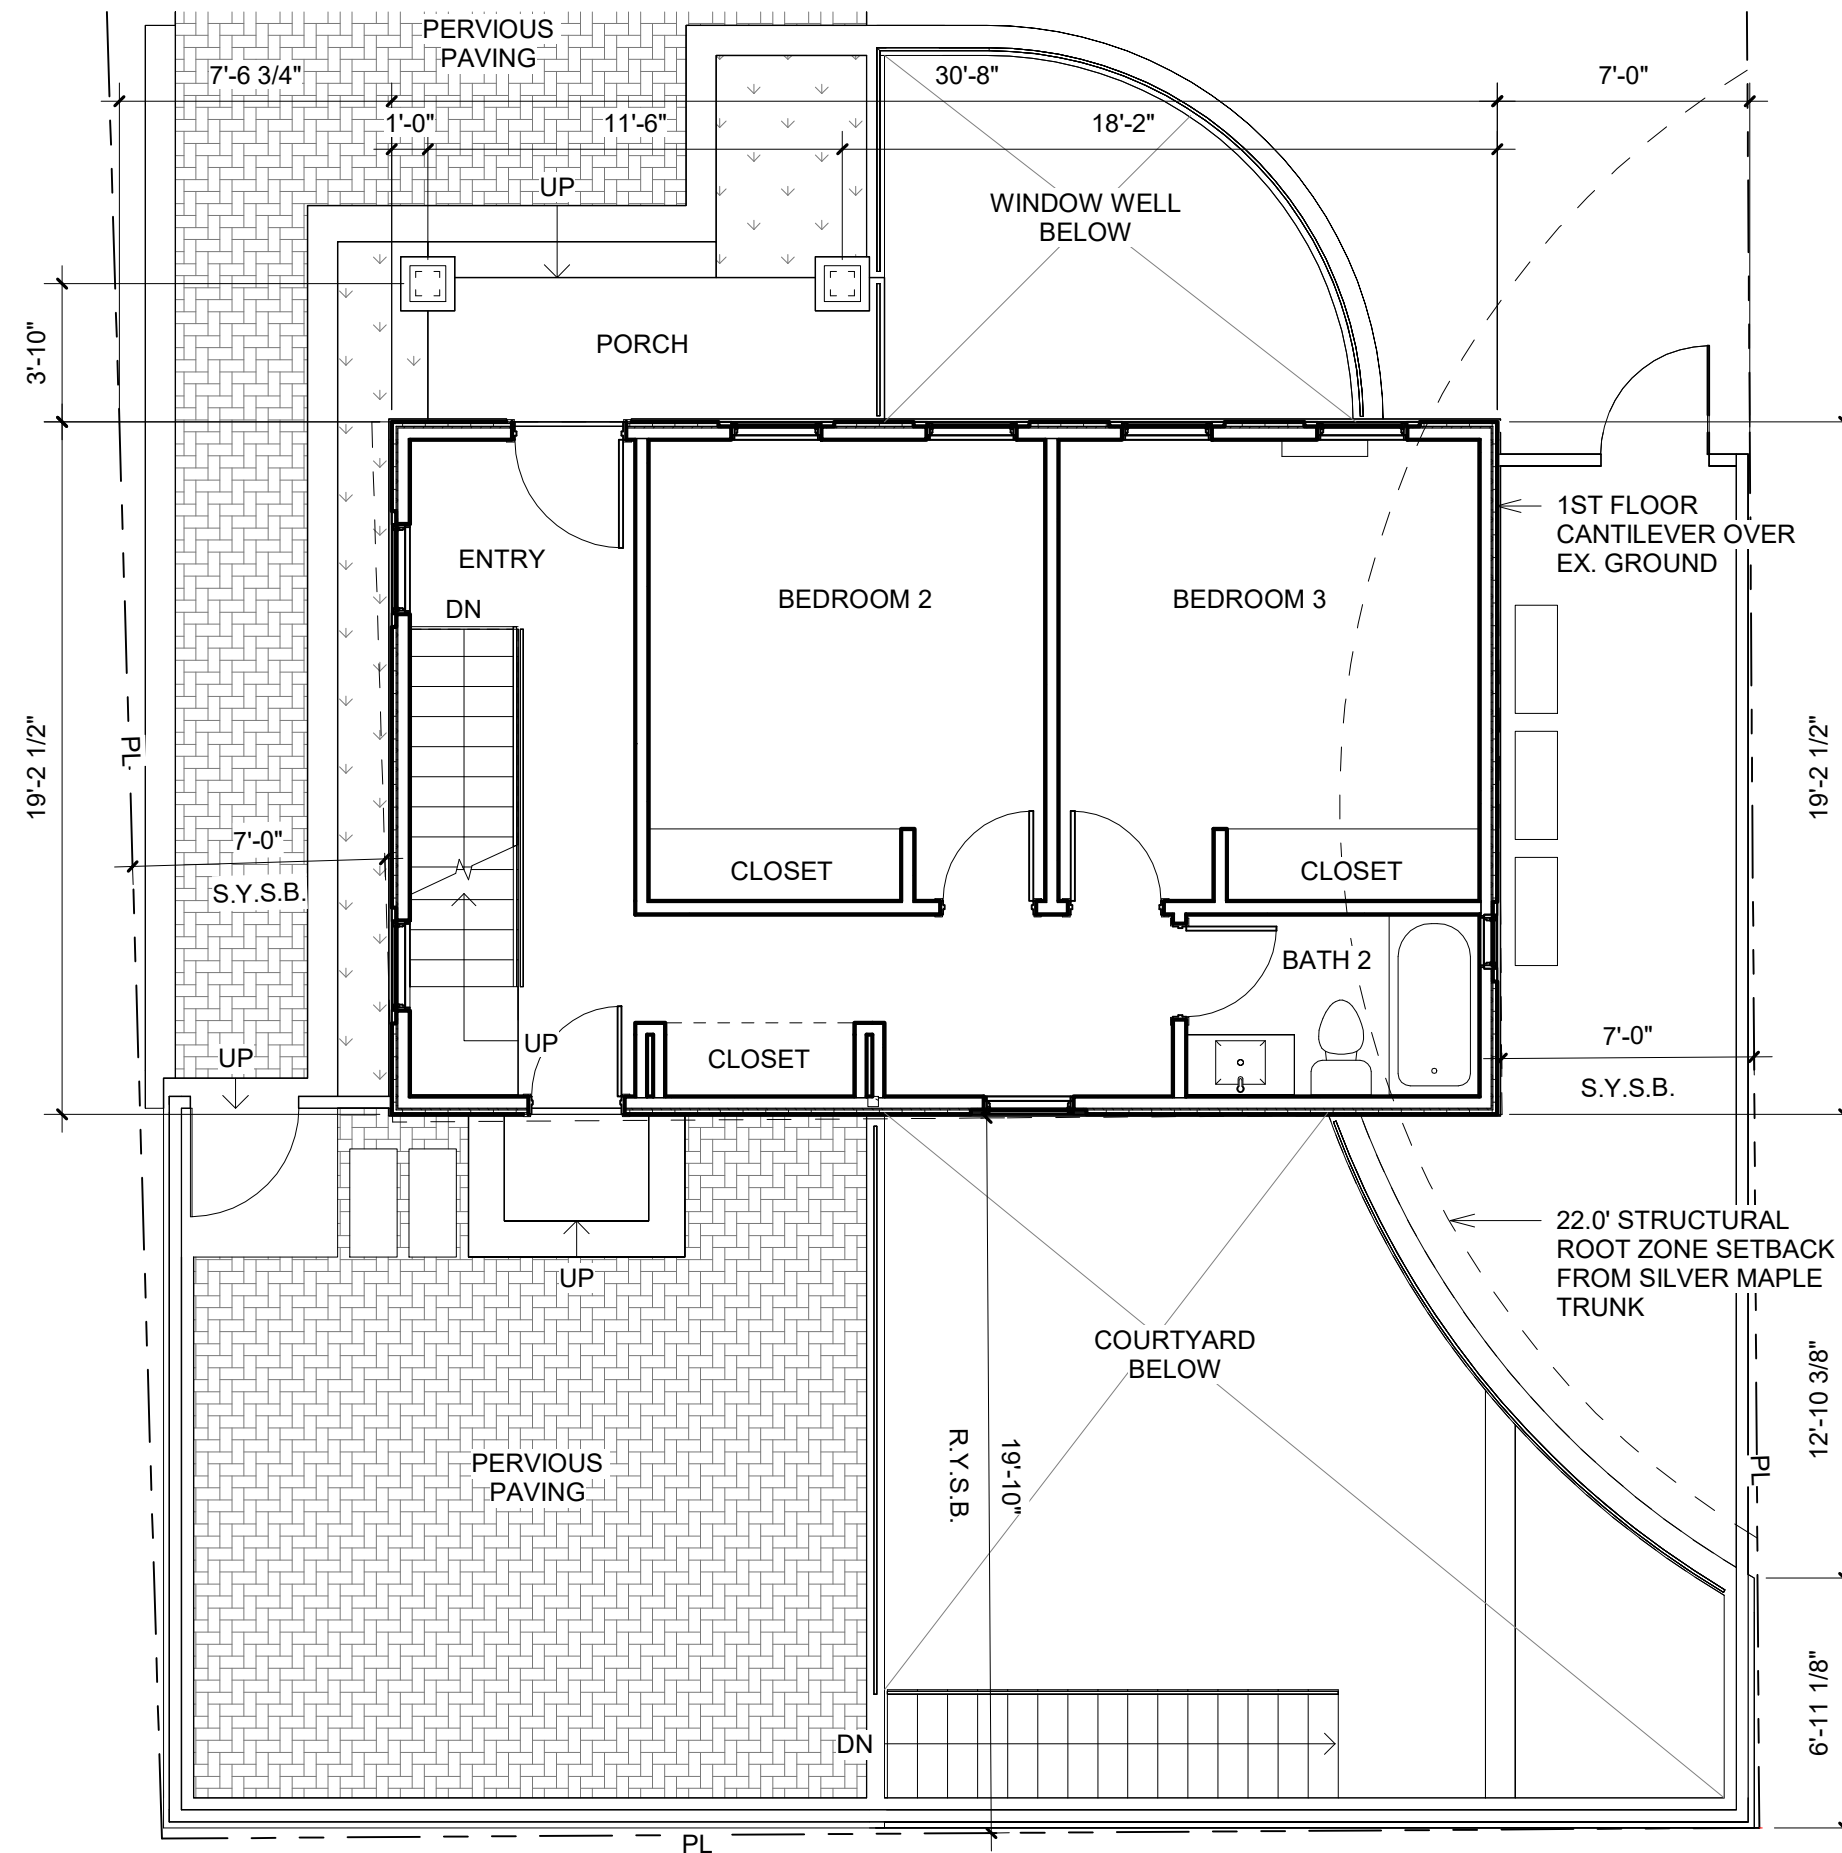 PERVIOUS
PAVING
7'-6 3/4"
30'-8"
7'-0"
1'-0"
11'-6"
18'-2"
UP
WINDOW WELL
BELOW
3'-10"
PORCH
1ST FLOOR
CANTILEVER OVER
EX. GROUND
ENTRY
DN
BEDROOM 2
BEDROOM 3
PL
19'-2 1/2"
19'-2 1/2"
7'-0"
S.Y.S.B.
CLOSET
CLOSET
BATH 2
UP
UP
CLOSET
7'-0"
S.Y.S.B.
22.0' STRUCTURAL
ROOT ZONE SETBACK
FROM SILVER MAPLE
TRUNK
UP
COURTYARD
BELOW
12'-10 3/8"
PERVIOUS
PAVING
19'-10"
R.Y.S.B.
PL
6'-11 1/8"
DN
PL